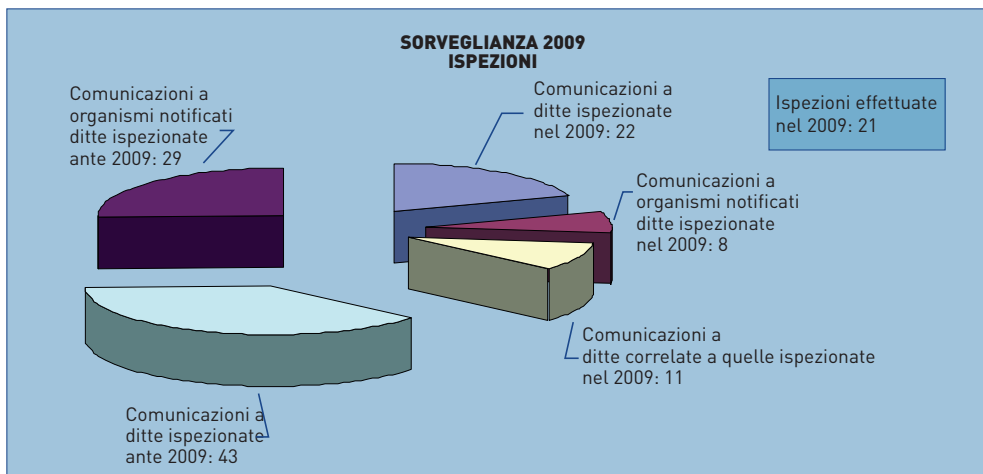 SORVEGLIANZA 2009
ISPEZIONI
Comunicazioni a
organismi notificati
ditte ispezionate
ante 2009: 29
Comunicazioni a
ditte ispezionate
nel 2009: 22
Ispezioni effettuate
nel 2009: 21
Comunicazioni a
organismi notificati
ditte ispezionate
nel 2009: 8
Comunicazioni a
ditte correlate a quelle ispezionate
nel 2009: 11
Comunicazioni a
ditte ispezionate
ante 2009: 43